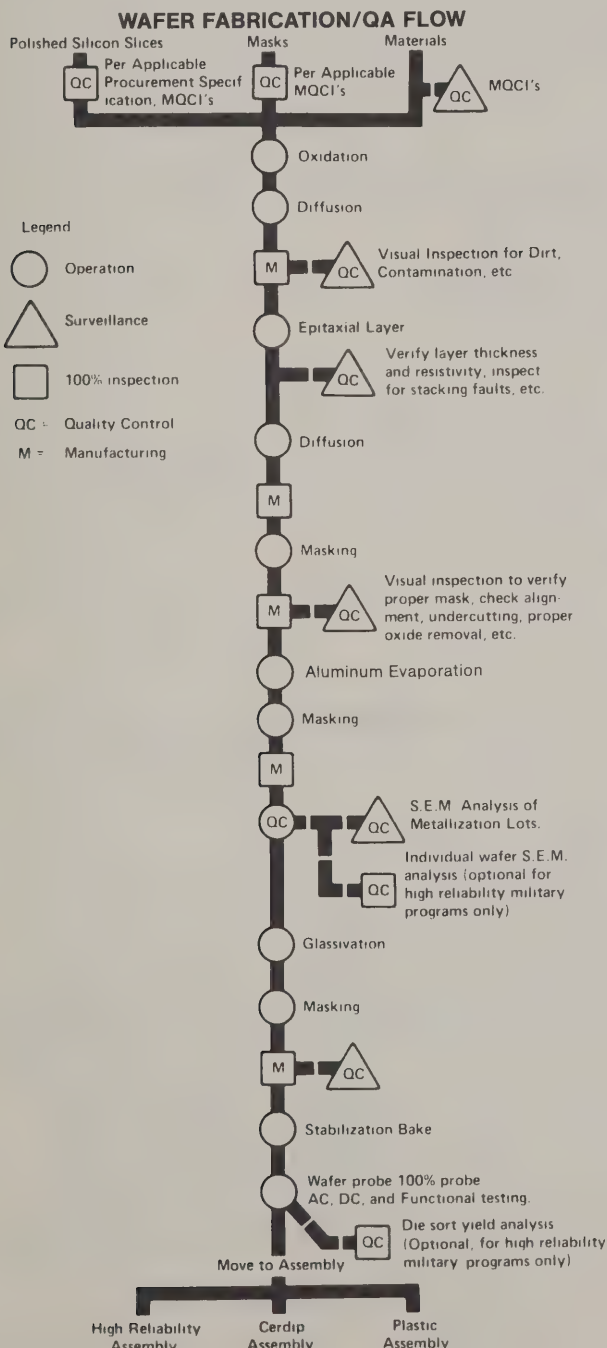 WAFER FABRICATION/QA FLOW
Polished Silicon Slices
Masks
Materials
QC
Per Applicable
Procurement Specif
ication, MQCI's
QC
Per Applicable
MQCI's
QC
MQCI's
Oxidation
Diffusion
M
QC
Visual Inspection for Dirt,
Contamination, etc
Legend
Operation
Surveillance
100% inspection
QC = Quality Control
M = Manufacturing
Epitaxial Layer
QC
Verify layer thickness
and resistivity, inspect
for stacking faults, etc.
Diffusion
M
Masking
M
QC
Visual inspection to verify
proper mask, check align-
ment, undercutting, proper
oxide removal, etc.
Aluminum Evaporation
Masking
M
QC
QC
S.E.M Analysis of
Metallization Lots.
QC
Individual wafer S.E.M.
analysis (optional for
high reliability military
programs only)
Glassivation
Masking
M
QC
Stabilization Bake
Wafer probe 100% probe
AC, DC, and Functional testing.
QC
Die sort yield analysis
(Optional, for high reliability
military programs only)
Move to Assembly
High Reliability
Assembly
Cerdip
Assembly
Plastic
Assembly